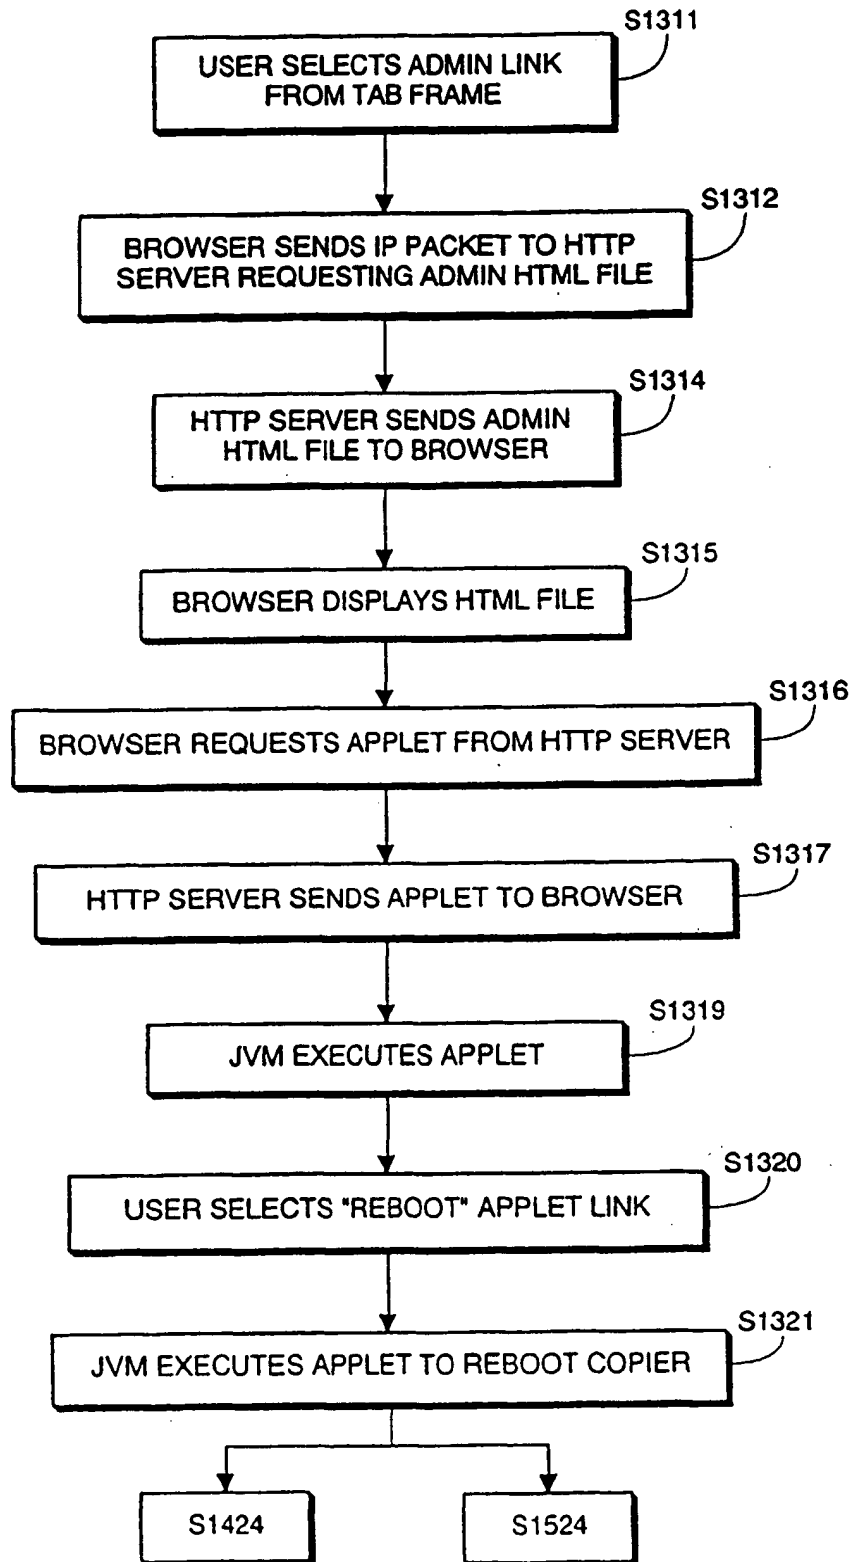 S1311
USER SELECTS ADMIN LINK
FROM TAB FRAME
S1312
BROWSER SENDS IP PACKET TO HTTP
SERVER REQUESTING ADMIN HTML FILE
S1314
HTTP SERVER SENDS ADMIN
HTML FILE TO BROWSER
S1315
BROWSER DISPLAYS HTML FILE
S1316
BROWSER REQUESTS APPLET FROM HTTP SERVER
S1317
HTTP SERVER SENDS APPLET TO BROWSER
S1319
JVM EXECUTES APPLET
S1320
USER SELECTS "REBOOT" APPLET LINK
S1321
JVM EXECUTES APPLET TO REBOOT COPIER
S1424
S1524